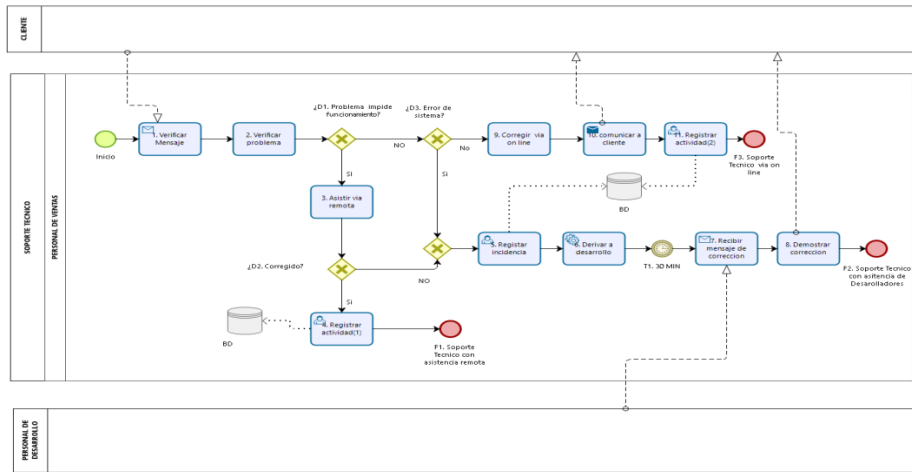 CLIENTE
SOPORTE TECNICO
PERSONAL DE VENTAS
¿D1. Problema impide
funcionamiento?
¿D3. Error de
sistema?
Inicio
1. Verificar
Mensaje
2. Verificar
problema
NO
No
9. Corregir via
on line
10. comunicar a
cliente
11. Registrar
actividad(2)
F3. Soporte
Tecnico via on
line
Si
Si
3. Asistir via
remota
BD
¿D2. Corregido?
NO
5. Registar
incidencia
6. Derivar a
desarrollo
T1. 30 MIN
7. Recibir
mensaje de
correccion
8. Demostrar
correccion
F2. Soporte Tecnico
con asitencia de
Desarolladores
Si
BD
4. Registrar
actividad(1)
F1. Soporte
Tecnico con
asistencia remota
PERSONAL DE
DESARROLLO